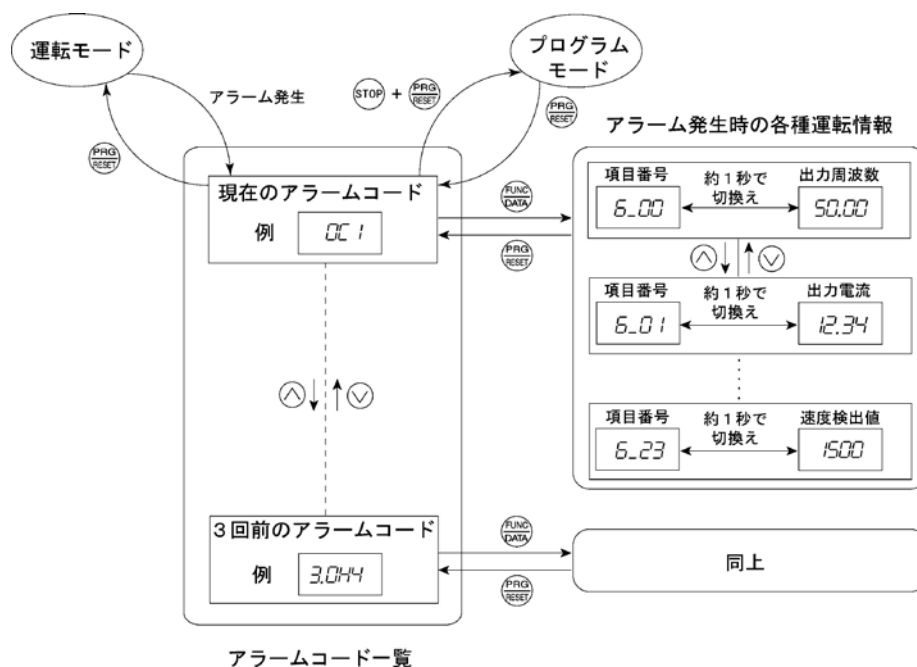 運転モード
プログラム
モード
アラーム発生
STOP + PRG
RESET
PRG
RESET
PRG
RESET
アラーム発生時の各種運転情報
現在のアラームコード
例 OC1
FUNC
DATA
PRG
RESET
項目番号 約1秒で 出力周波数
6_00 切換え 50.00
項目番号 約1秒で 出力電流
6_01 切換え 12.34
項目番号 約1秒で 速度検出値
6_23 切換え 1500
3回前のアラームコード
例 3.OH4
FUNC
DATA
PRG
RESET
同上
アラームコード一覧